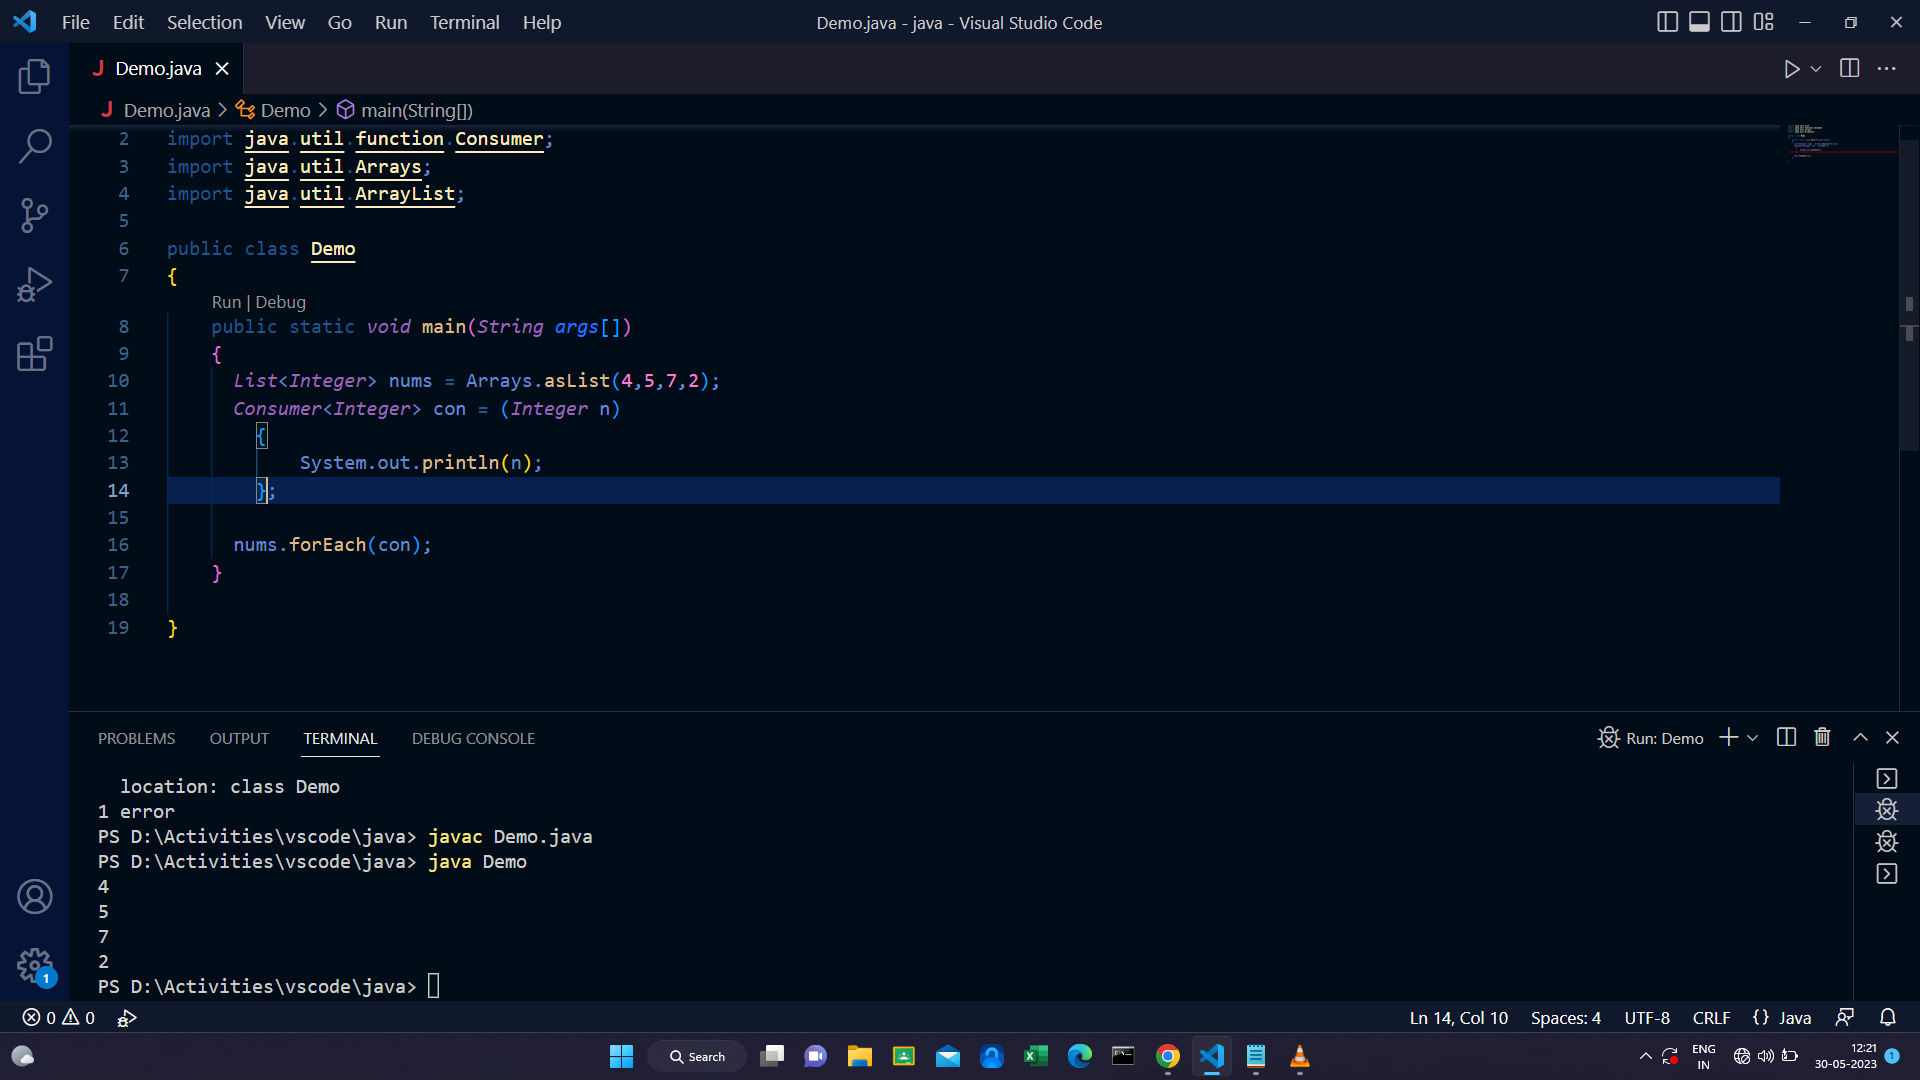 File Edit Selection View Go Run Terminal Help
Demo.java - java - Visual Studio Code
J Demo.java
J Demo.java > Demo > main(String[])
2 import java.util.function.Consumer;
3 import java.util.Arrays;
4 import java.util.ArrayList;
5
6 public class Demo
7 {
Run | Debug
8 public static void main(String args[])
9 {
10 List<Integer> nums = Arrays.asList(4,5,7,2);
11 Consumer<Integer> con = (Integer n)
12 {
13 System.out.println(n);
14 };
15
16 nums.forEach(con);
17 }
18
19 }
PROBLEMS OUTPUT TERMINAL DEBUG CONSOLE
Run: Demo
location: class Demo
1 error
PS D:\Activities\vscode\java> javac Demo.java
PS D:\Activities\vscode\java> java Demo
4
5
7
2
PS D:\Activities\vscode\java>
1
0 0
Ln 14, Col 10 Spaces: 4 UTF-8 CRLF {} Java
Search
ENG
IN
12:21
30-05-2023
1